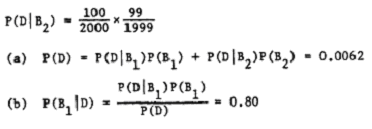 P(D|B₂) = 100/2000 × 99/1999
(a) P(D) = P(D|B₁)P(B₁) + P(D|B₂)P(B₂) = 0.0062
(b) P(B₁|D) = P(D|B₁)P(B₁)/P(D) = 0.80